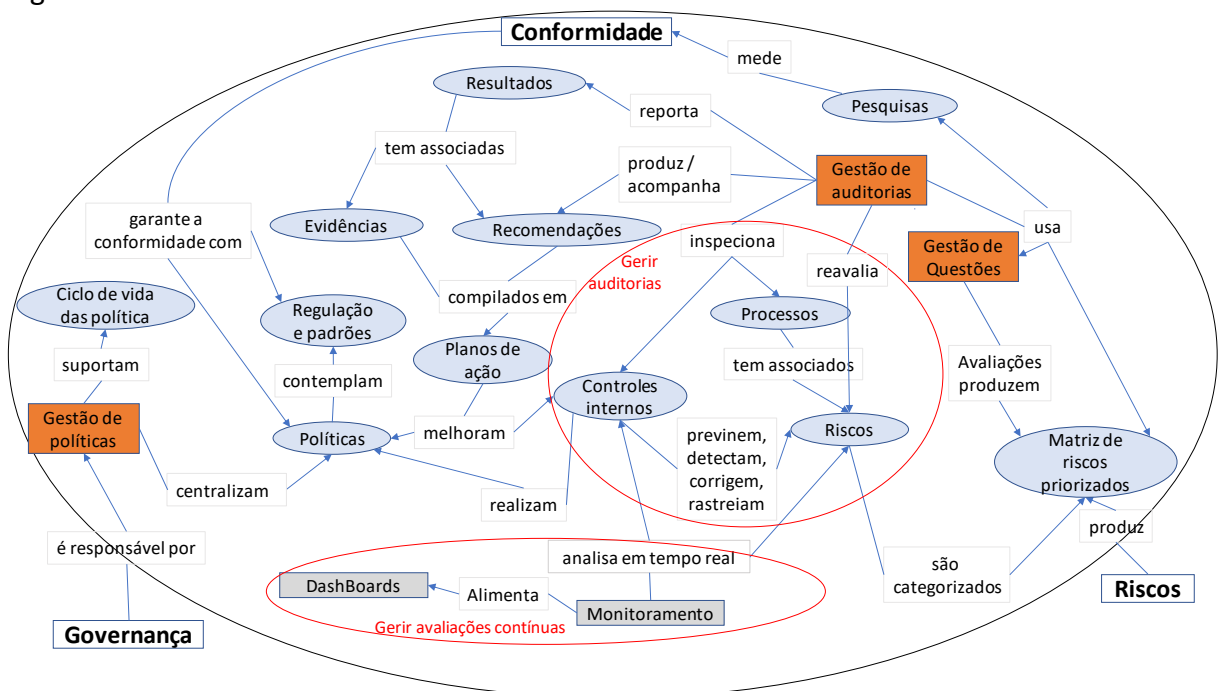 Conformidade
mede
Resultados
Pesquisas
reporta
tem associadas
produz /
acompanha
Gestão de
auditorias
garante a
conformidade com
Evidências
Recomendações
inspeciona
usa
Gestão de
Questões
Gerir
auditorias
reavalia
Ciclo de vida
das política
compilados em
Regulação
e padrões
Processos
suportam
Planos de
ação
tem associados
Avaliações
produzem
contemplam
Controles
internos
Gestão de
políticas
Políticas
melhoram
Riscos
previnem,
detectam,
corrigem,
rastreiam
Matriz de
riscos
priorizados
centralizam
realizam
produz
é responsável por
analisa em tempo real
são
categorizados
DashBoards
Alimenta
Monitoramento
Riscos
Gerir avaliações contínuas
Governança